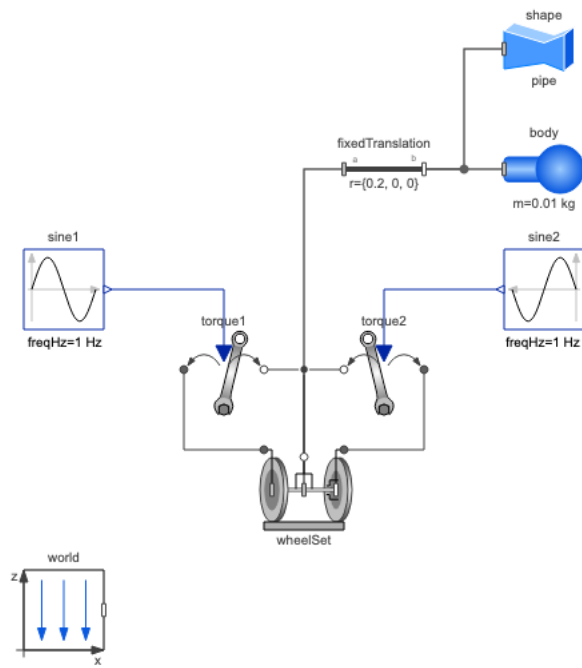 shape
pipe
fixedTranslation
a
b
r={0.2, 0, 0}
body
m=0.01 kg
sine1
freqHz=1 Hz
sine2
freqHz=1 Hz
torque1
torque2
wheelSet
world
z
x